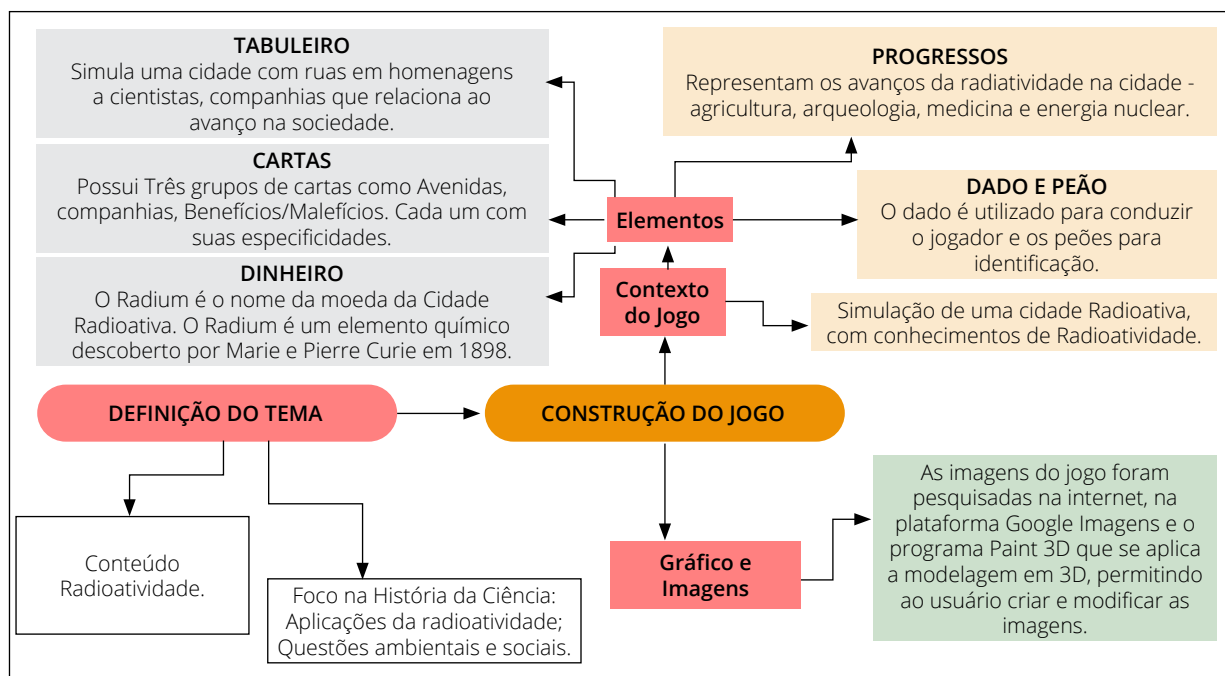 TABULEIRO
Simula uma cidade com ruas em homenagens
a cientistas, companhias que relaciona ao
avanço na sociedade.
CARTAS
Possui Três grupos de cartas como Avenidas,
companhias, Benefícios/Malefícios. Cada um com
suas especificidades.
DINHEIRO
O Radium é o nome da moeda da Cidade
Radioativa. O Radium é um elemento químico
descoberto por Marie e Pierre Curie em 1898.
PROGRESSOS
Representam os avanços da radiatividade na cidade -
agricultura, arqueologia, medicina e energia nuclear.
Elementos
DADO E PEÃO
O dado é utilizado para conduzir
o jogador e os peões para
identificação.
Contexto
do Jogo
Simulação de uma cidade Radioativa,
com conhecimentos de Radioatividade.
DEFINIÇÃO DO TEMA
CONSTRUÇÃO DO JOGO
Conteúdo
Radioatividade.
Foco na História da Ciência:
Aplicações da radioatividade;
Questões ambientais e sociais.
Gráfico e
Imagens
As imagens do jogo foram
pesquisadas na internet, na
plataforma Google Imagens e o
programa Paint 3D que se aplica
a modelagem em 3D, permitindo
ao usuário criar e modificar as
imagens.